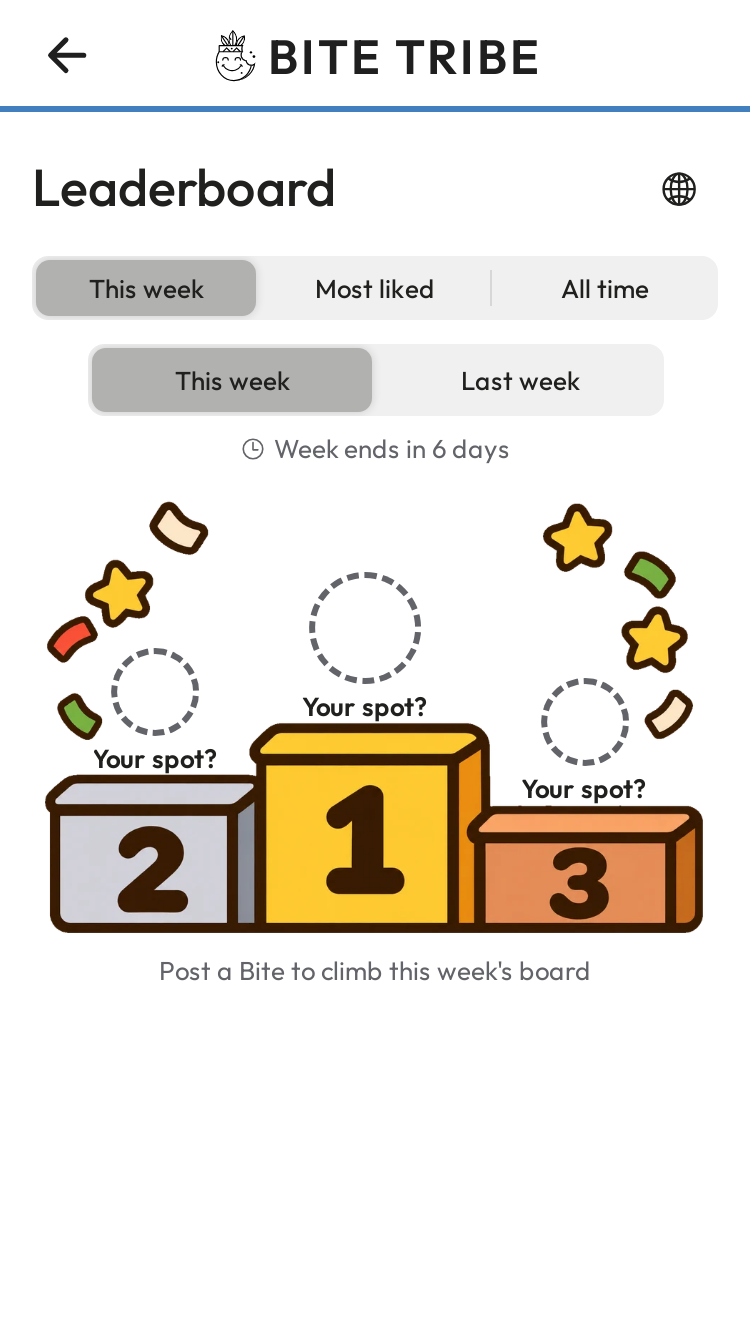 BITE TRIBE
Leaderboard
This week Most liked All time
This week Last week
Week ends in 6 days
Your spot?
Your spot?
Your spot?
2 1 3
Post a Bite to climb this week's board